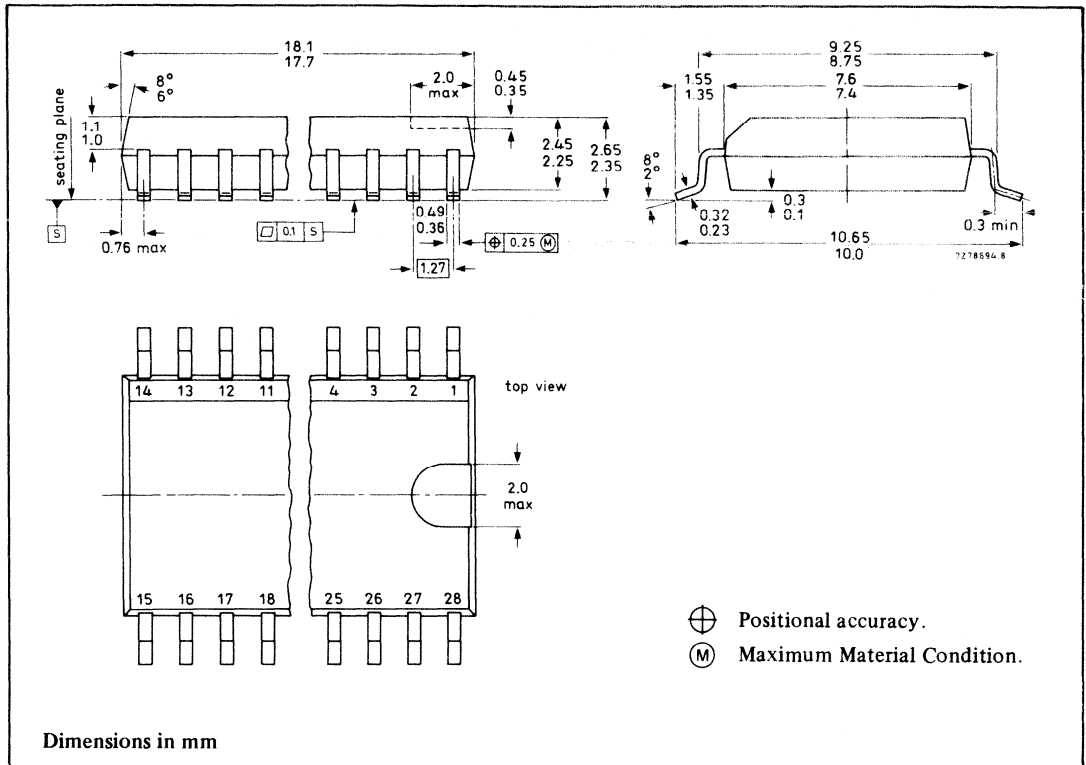 18.1
17.7
8°
6°
2.0
max
0.45
0.35
seating plane
1.1
1.0
2.45
2.25
2.65
2.35
S
0.76 max
0.1 S
0.49
0.36
0.25 M
1.27
9.25
8.75
1.55
1.35
7.6
7.4
8°
2°
0.32
0.23
0.3
0.1
0.3 min
10.65
10.0
7Z78694.8
14 13 12 11 4 3 2 1
top view
2.0
max
15 16 17 18 25 26 27 28
Positional accuracy.
M Maximum Material Condition.
Dimensions in mm